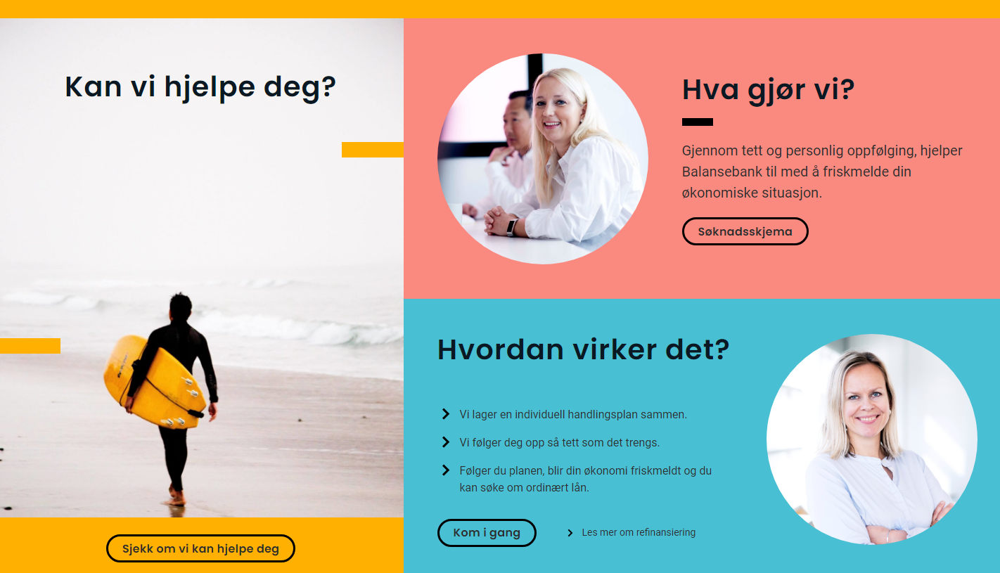 Kan vi hjelpe deg?
Sjekk om vi kan hjelpe deg
Hva gjør vi?
Gjennom tett og personlig oppfølging, hjelper
Balansebank til med å friskmelde din
økonomiske situasjon.
Søknadsskjema
Hvordan virker det?
Vi lager en individuell handlingsplan sammen.
Vi følger deg opp så tett som det trengs.
Følger du planen, blir din økonomi friskmeldt og du
kan søke om ordinært lån.
Kom i gang
Les mer om refinansiering